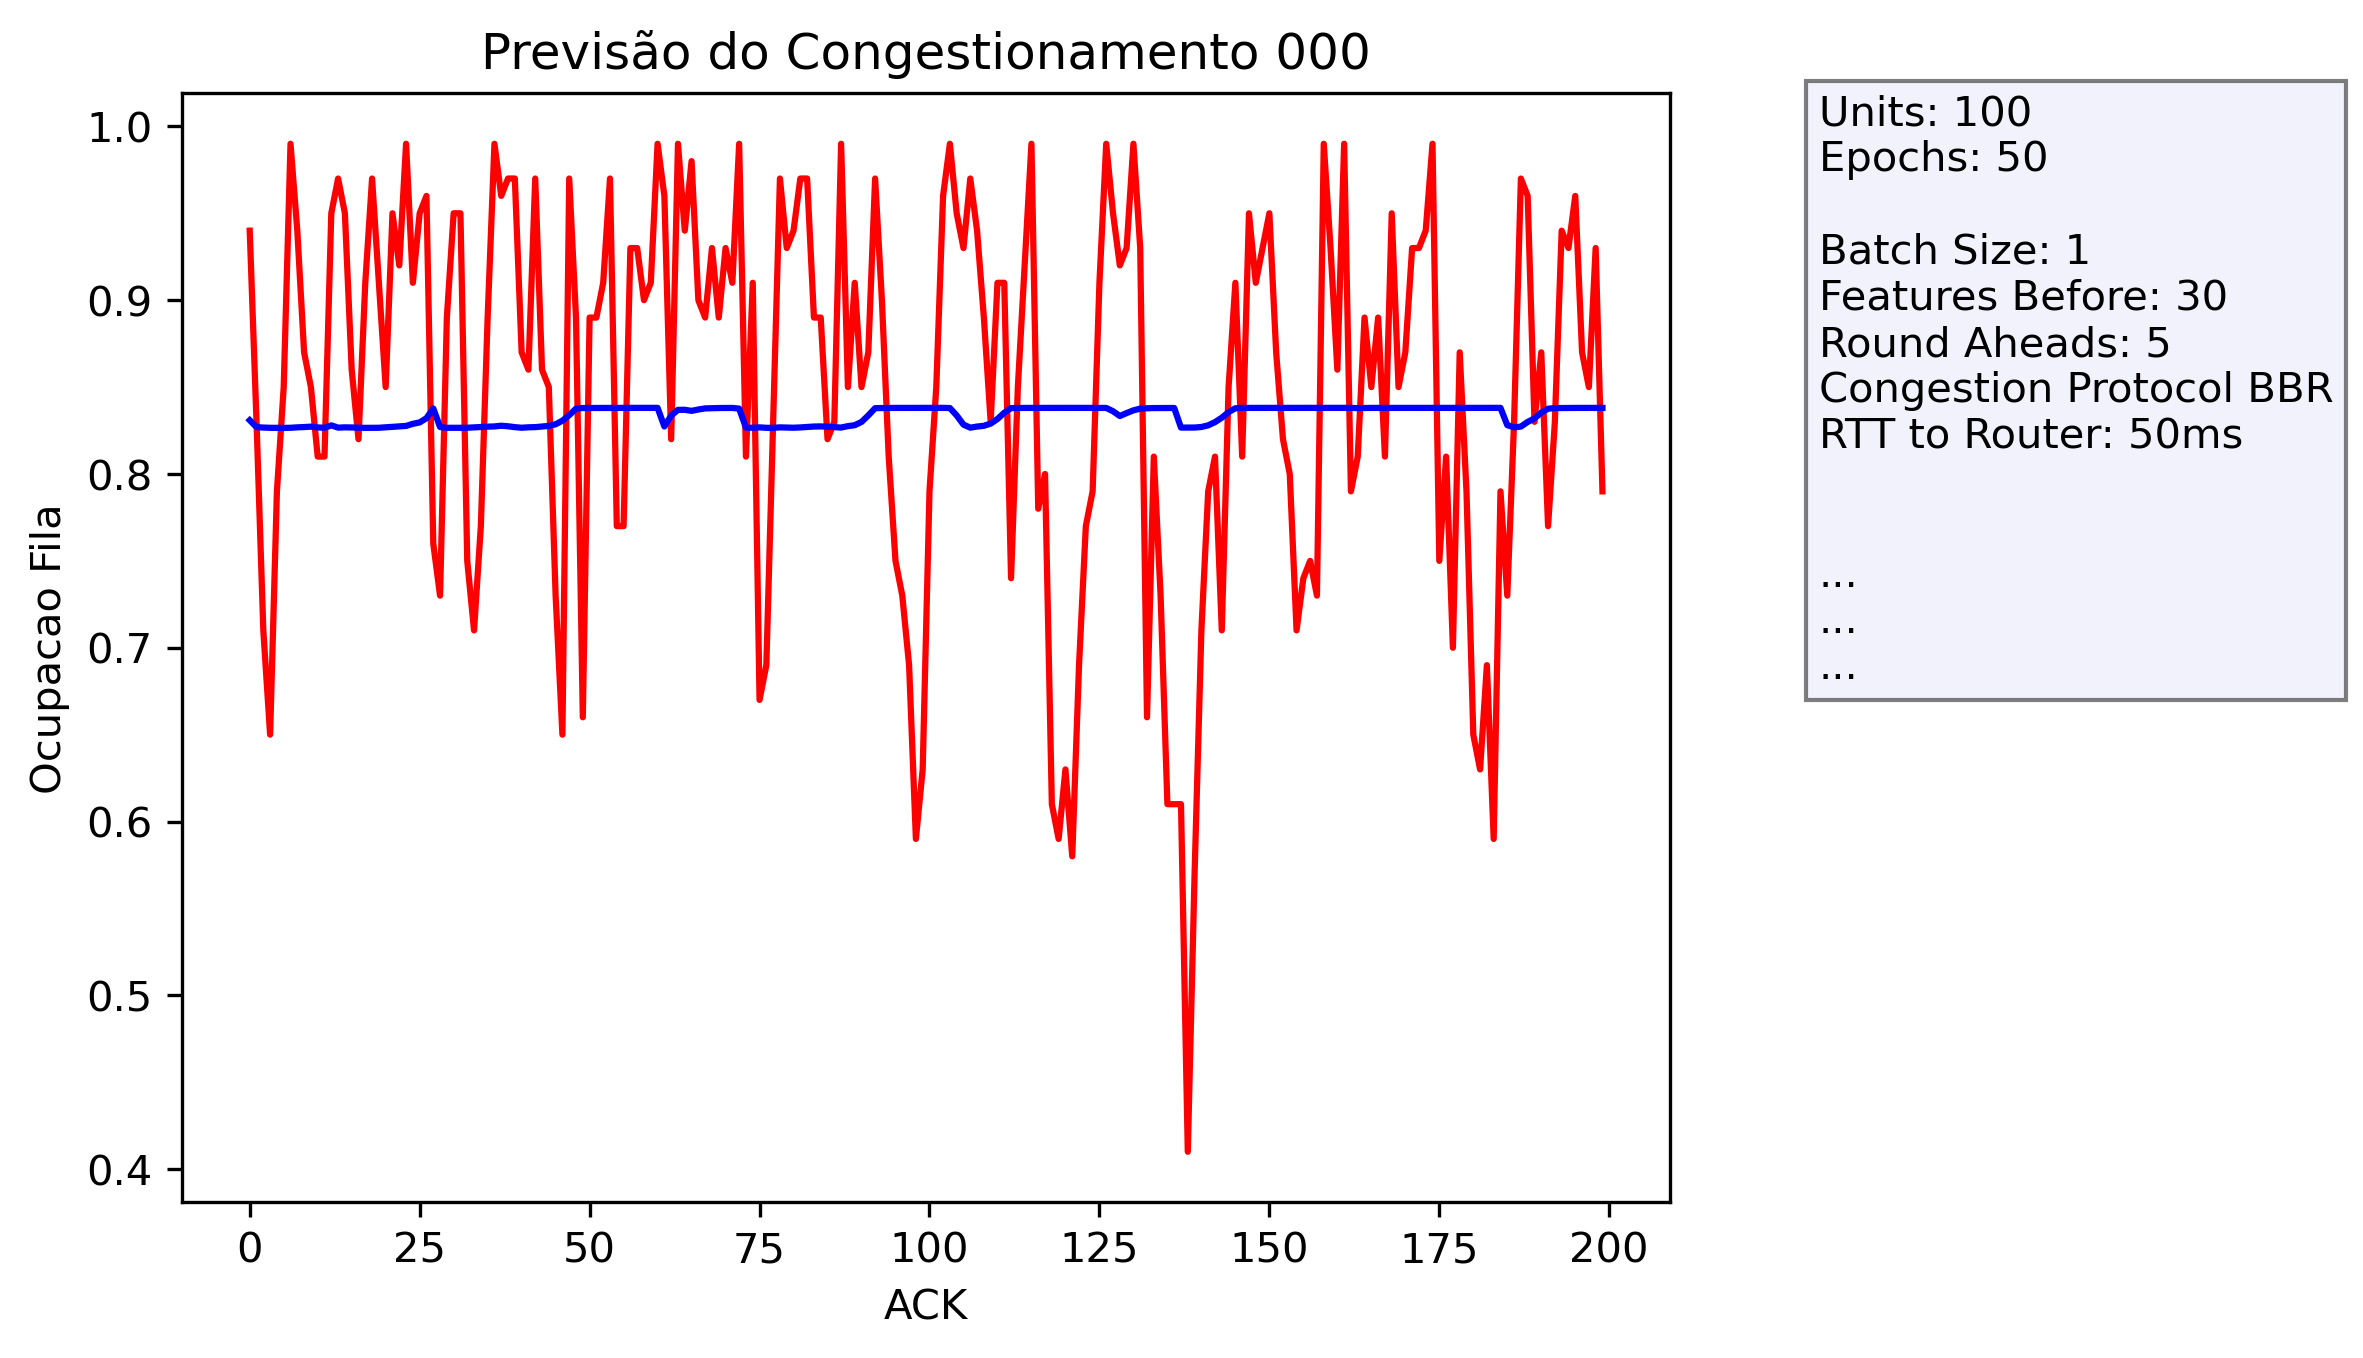 Previsão do Congestionamento 000
Units: 100
Epochs: 50
Batch Size: 1
Features Before: 30
Round Aheads: 5
Congestion Protocol BBR
RTT to Router: 50ms
...
...
...
Ocupacao Fila
1.0
0.9
0.8
0.7
0.6
0.5
0.4
0 25 50 75 100 125 150 175 200
ACK